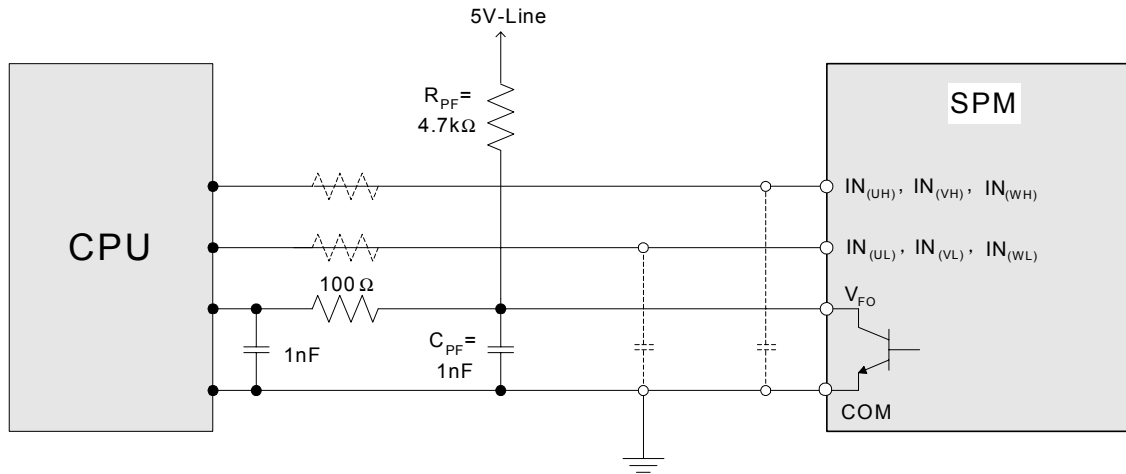 5V-Line
R_PF=
4.7kΩ
SPM
CPU
IN_(UH), IN_(VH), IN_(WH)
IN_(UL), IN_(VL), IN_(WL)
100Ω
V_FO
1nF
C_PF=
1nF
COM